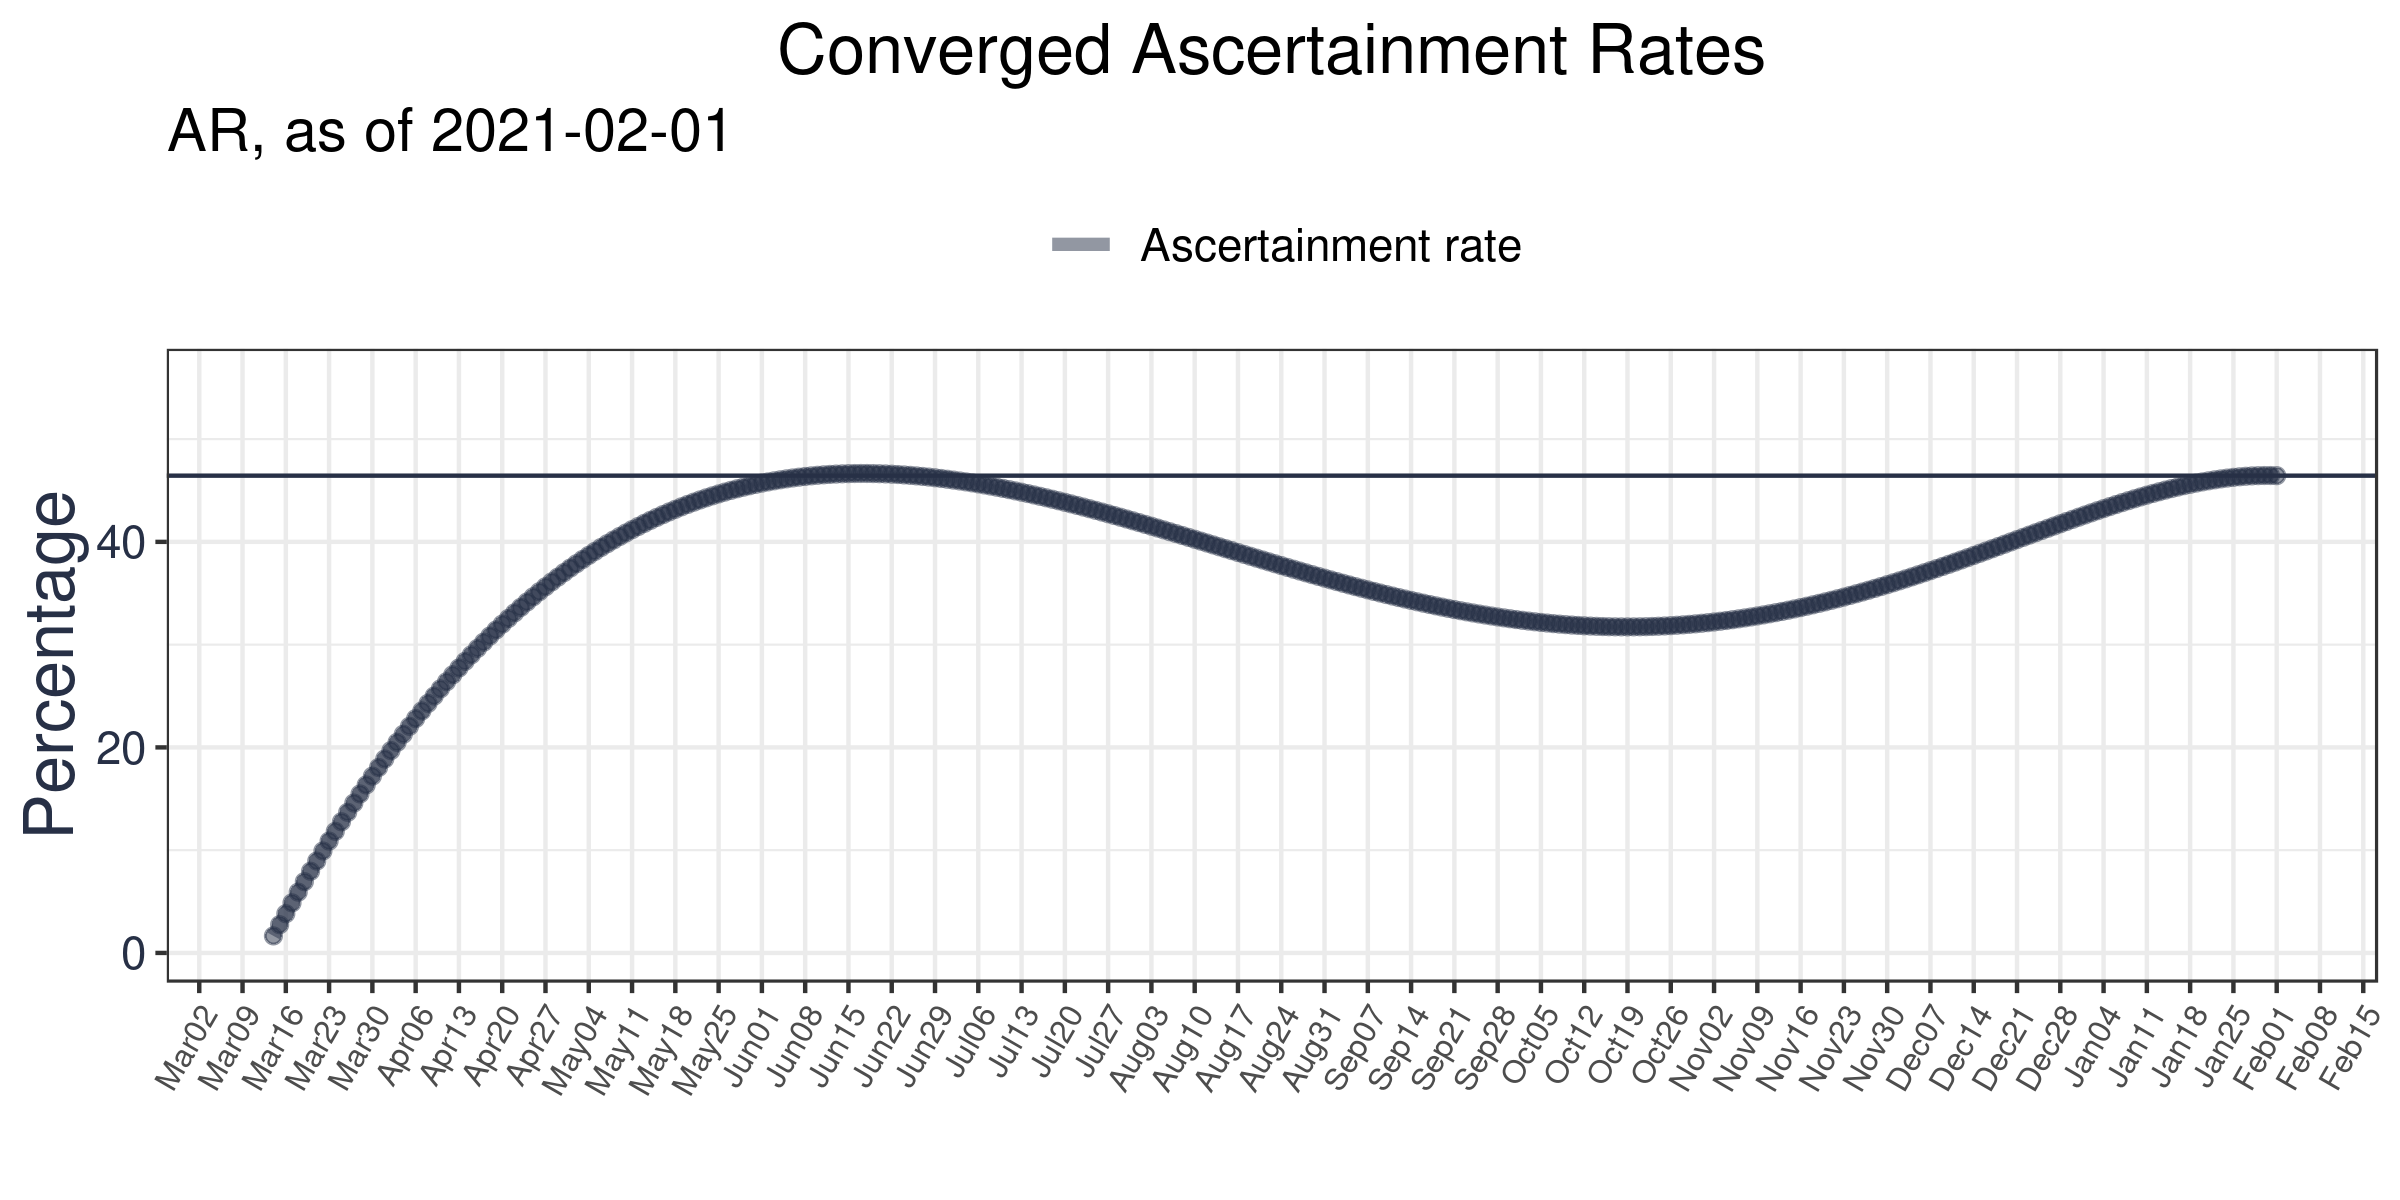 Converged Ascertainment Rates
AR, as of 2021-02-01
Ascertainment rate
Percentage
40
20
0
Mar02 Mar09 Mar16 Mar23 Mar30 Apr06 Apr13 Apr20 Apr27 May04 May11 May18 May25 Jun01 Jun08 Jun15 Jun22 Jun29 Jul06 Jul13 Jul20 Jul27 Aug03 Aug10 Aug17 Aug24 Aug31 Sep07 Sep14 Sep21 Sep28 Oct05 Oct12 Oct19 Oct26 Nov02 Nov09 Nov16 Nov23 Nov30 Dec07 Dec14 Dec21 Dec28 Jan04 Jan11 Jan18 Jan25 Feb01 Feb08 Feb15